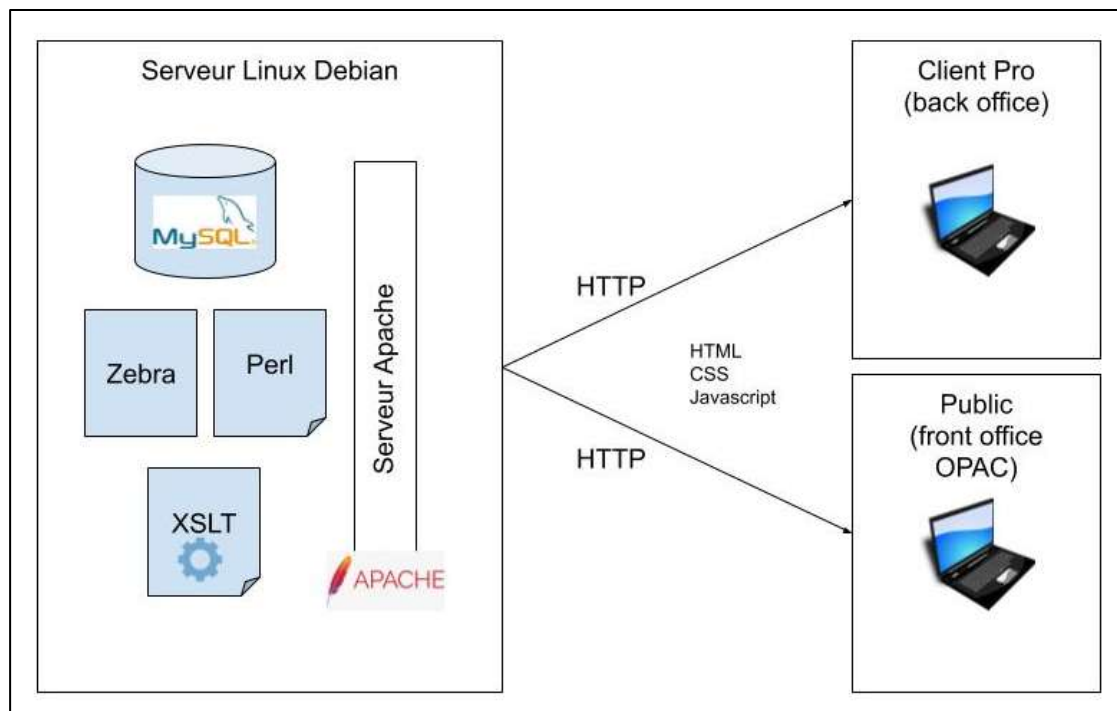 Serveur Linux Debian
MySQL
Zebra
Perl
XSLT
Serveur Apache
APACHE
HTTP
HTML
CSS
Javascript
HTTP
Client Pro
(back office)
Public
(front office
OPAC)